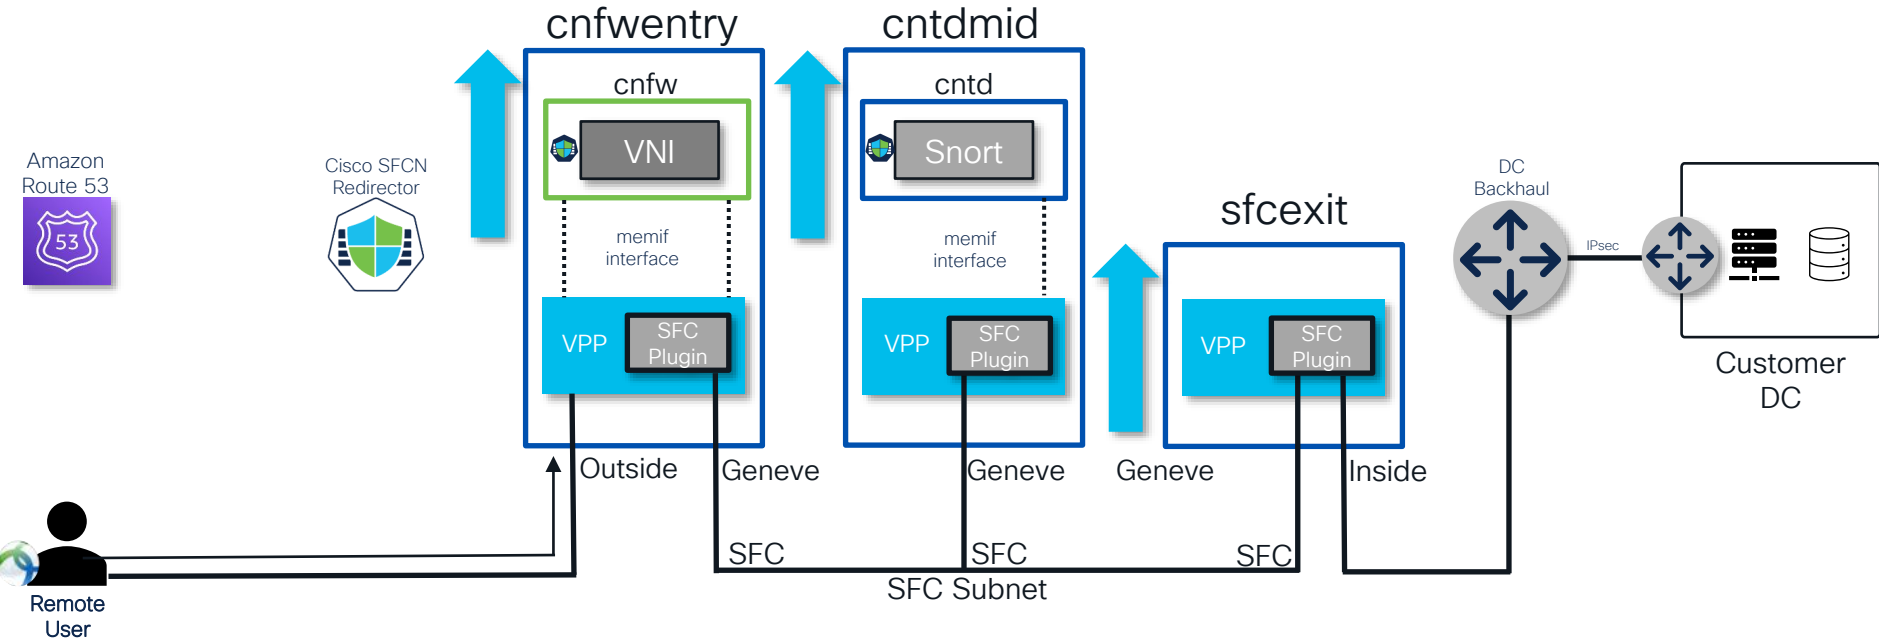 cnfwentry
cntdmid
cnfw
cntd
VNI
Snort
Amazon
Route 53
53
Cisco SFCN
Redirector
DC
Backhaul
sfcexit
memif
interface
memif
interface
IPsec
VPP
SFC
Plugin
VPP
SFC
Plugin
VPP
SFC
Plugin
Customer
DC
Outside
Geneve
Geneve
Geneve
Inside
SFC
SFC
SFC
SFC Subnet
Remote
User